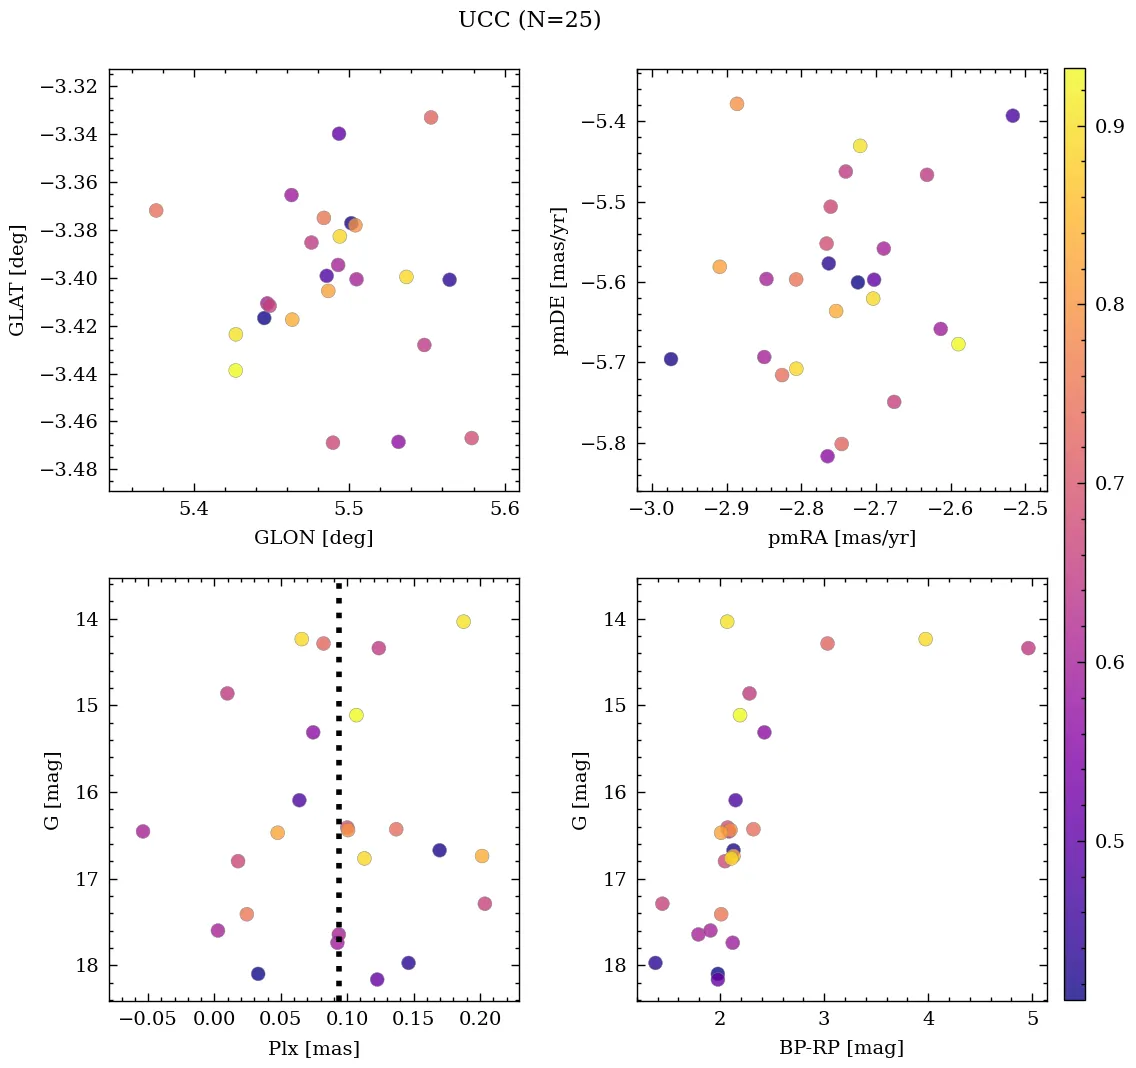 UCC (N=25)
−3.32
−3.34
−3.36
−3.38
−3.40
−3.42
−3.44
−3.46
−3.48
GLAT [deg]
5.4 5.5 5.6
GLON [deg]
−5.4
−5.5
−5.6
−5.7
−5.8
pmDE [mas/yr]
−3.0 −2.9 −2.8 −2.7 −2.6 −2.5
pmRA [mas/yr]
14
15
16
17
18
G [mag]
−0.05 0.00 0.05 0.10 0.15 0.20
Plx [mas]
14
15
16
17
18
G [mag]
2 3 4 5
BP-RP [mag]
0.9
0.8
0.7
0.6
0.5